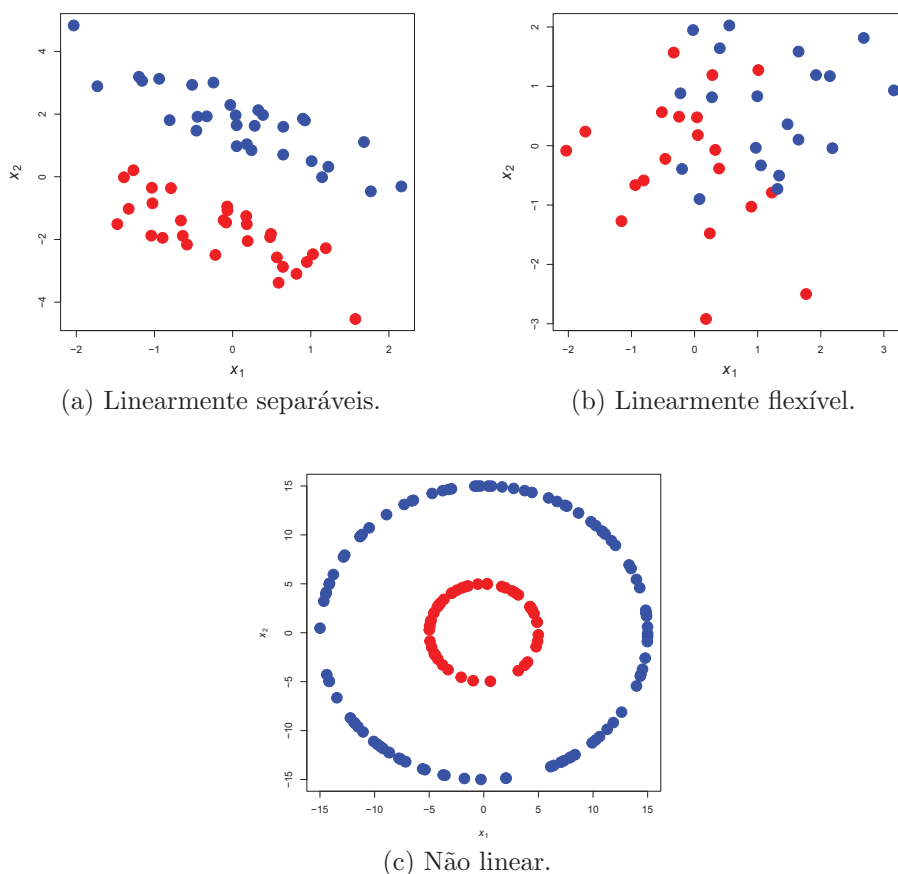 4
2
0
−2
−4
x2
−2 −1 0 1 2
x1
(a) Linearmente separáveis.
2
1
0
−1
−2
−3
x2
−2 −1 0 1 2 3
x1
(b) Linearmente flexível.
15
10
5
0
−5
−10
−15
x2
−15 −10 −5 0 5 10 15
x1
(c) Não linear.